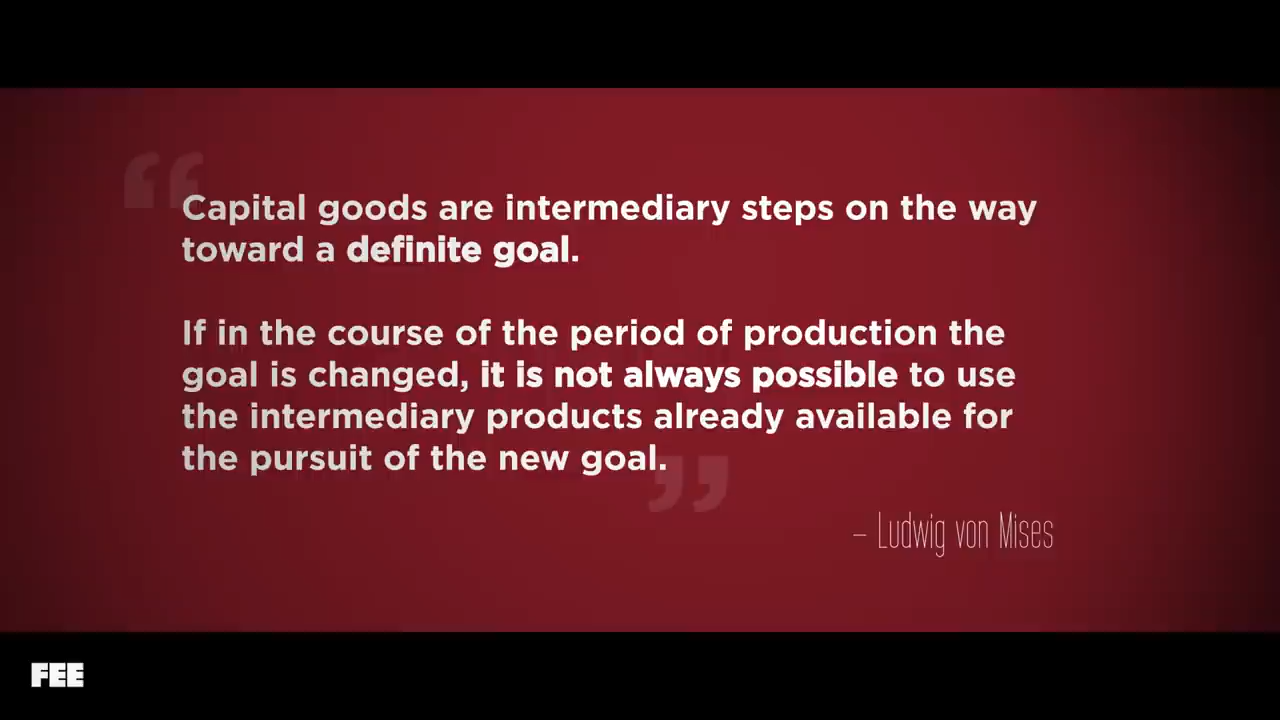 “
Capital goods are intermediary steps on the way
toward a definite goal.
If in the course of the period of production the
goal is changed, it is not always possible to use
the intermediary products already available for
the pursuit of the new goal.
”
– Ludwig von Mises
FEE